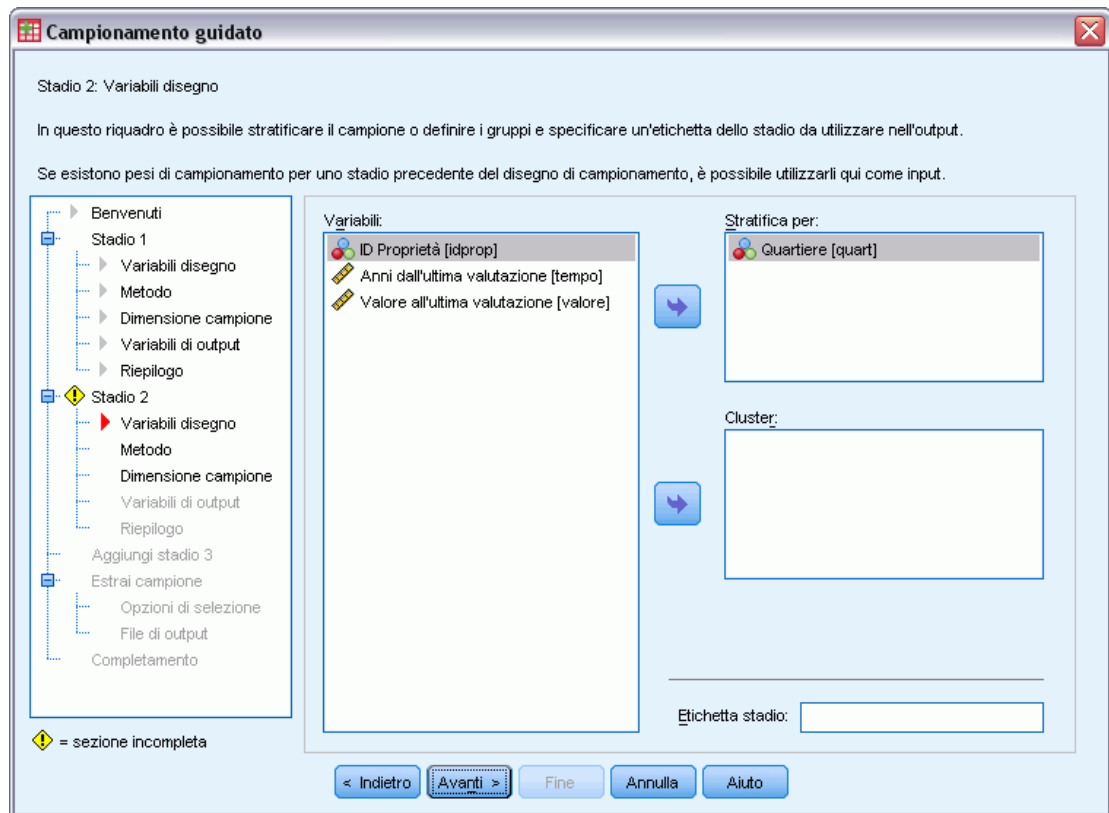 Campionamento guidato
Stadio 2: Variabili disegno
In questo riquadro è possibile stratificare il campione o definire i gruppi e specificare un'etichetta dello stadio da utilizzare nell'output.
Se esistono pesi di campionamento per uno stadio precedente del disegno di campionamento, è possibile utilizzarli qui come input.
Benvenuti
Stadio 1
Variabili disegno
Metodo
Dimensione campione
Variabili di output
Riepilogo
Stadio 2
Variabili disegno
Metodo
Dimensione campione
Variabili di output
Riepilogo
Aggiungi stadio 3
Estrai campione
Opzioni di selezione
File di output
Completamento
! = sezione incompleta
Variabili:
ID Proprietà [idprop]
Anni dall'ultima valutazione [tempo]
Valore all'ultima valutazione [valore]
Stratifica per:
Quartiere [quart]
Cluster:
Etichetta stadio:
< Indietro
Avanti >
Fine
Annulla
Aiuto